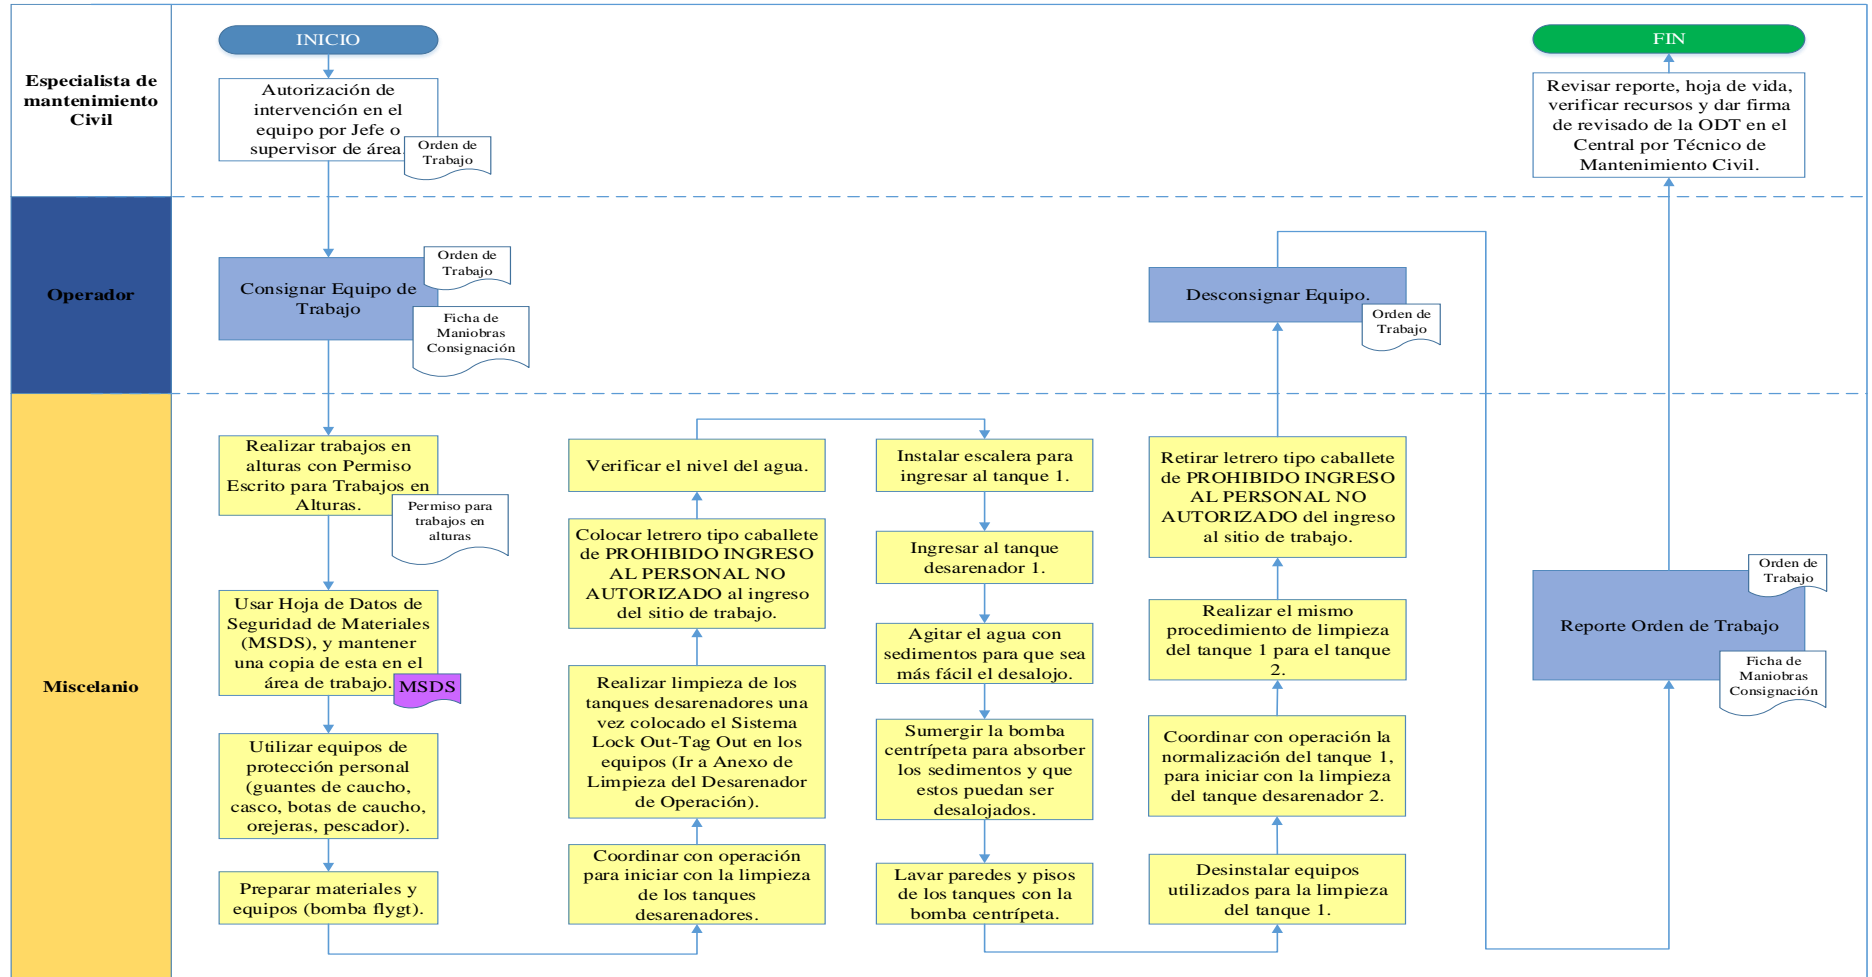 Especialista de
mantenimiento
Civil
INICIO
Autorización de
intervención en el
equipo por Jefe o
supervisor de área.
Orden de
Trabajo
FIN
Revisar reporte, hoja de vida,
verificar recursos y dar firma
de revisado de la ODT en el
Central por Técnico de
Mantenimiento Civil.
Operador
Consignar Equipo de
Trabajo
Orden de
Trabajo
Ficha de
Maniobras
Consignación
Desconsignar Equipo.
Orden de
Trabajo
Miscelanio
Realizar trabajos en
alturas con Permiso
Escrito para Trabajos en
Alturas.
Permiso para
trabajos en
alturas
Usar Hoja de Datos de
Seguridad de Materiales
(MSDS), y mantener
una copia de esta en el
área de trabajo.
MSDS
Utilizar equipos de
protección personal
(guantes de caucho,
casco, botas de caucho,
orejeras, pescador).
Preparar materiales y
equipos (bomba flygt).
Verificar el nivel del agua.
Colocar letrero tipo caballete
de PROHIBIDO INGRESO
AL PERSONAL NO
AUTORIZADO al ingreso
del sitio de trabajo.
Realizar limpieza de los
tanques desarenadores una
vez colocado el Sistema
Lock Out-Tag Out en los
equipos (Ir a Anexo de
Limpieza del Desarenador
de Operación).
Coordinar con operación
para iniciar con la limpieza
de los tanques
desarenadores.
Instalar escalera para
ingresar al tanque 1.
Ingresar al tanque
desarenador 1.
Agitar el agua con
sedimentos para que sea
más fácil el desalojo.
Sumergir la bomba
centrípeta para absorber
los sedimentos y que
estos puedan ser
desalojados.
Lavar paredes y pisos
de los tanques con la
bomba centrípeta.
Retirar letrero tipo caballete
de PROHIBIDO INGRESO
AL PERSONAL NO
AUTORIZADO del ingreso
al sitio de trabajo.
Realizar el mismo
procedimiento de limpieza
del tanque 1 para el tanque
2.
Coordinar con operación la
normalización del tanque 1,
para iniciar con la limpieza
del tanque desarenador 2.
Desinstalar equipos
utilizados para la limpieza
del tanque 1.
Reporte Orden de Trabajo
Orden de
Trabajo
Ficha de
Maniobras
Consignación